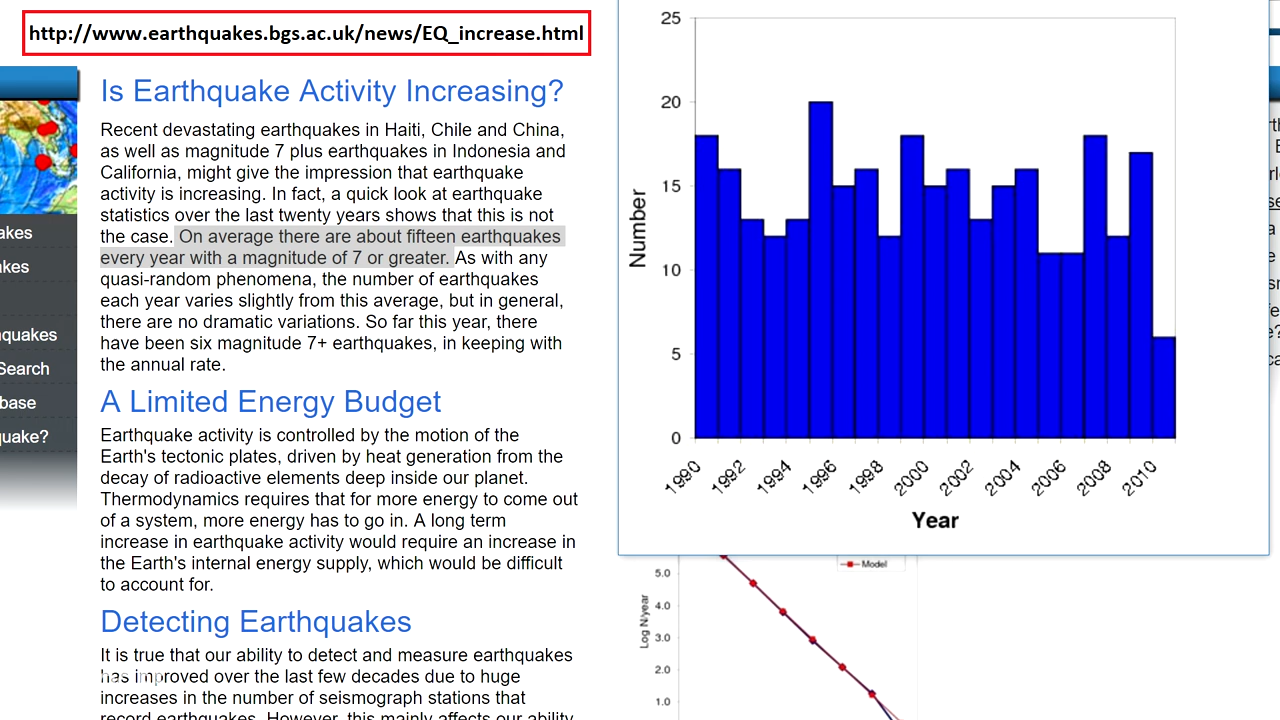 http://www.earthquakes.bgs.ac.uk/news/EQ_increase.html
Is Earthquake Activity Increasing?
Recent devastating earthquakes in Haiti, Chile and China,
as well as magnitude 7 plus earthquakes in Indonesia and
California, might give the impression that earthquake
activity is increasing. In fact, a quick look at earthquake
statistics over the last twenty years shows that this is not
the case. On average there are about fifteen earthquakes
every year with a magnitude of 7 or greater. As with any
quasi-random phenomena, the number of earthquakes
each year varies slightly from this average, but in general,
there are no dramatic variations. So far this year, there
have been six magnitude 7+ earthquakes, in keeping with
the annual rate.
A Limited Energy Budget
Earthquake activity is controlled by the motion of the
Earth's tectonic plates, driven by heat generation from the
decay of radioactive elements deep inside our planet.
Thermodynamics requires that for more energy to come out
of a system, more energy has to go in. A long term
increase in earthquake activity would require an increase in
the Earth's internal energy supply, which would be difficult
to account for.
Detecting Earthquakes
It is true that our ability to detect and measure earthquakes
has improved over the last few decades due to huge
increases in the number of seismograph stations that
record earthquakes. However, this mainly affects our ability
akes
akes
quakes
Search
base
uake?
25
20
15
10
5
0
Number
1990
1992
1994
1996
1998
2000
2002
2004
2006
2008
2010
Year
Model
5.0
4.0
3.0
2.0
1.0
Log N/year